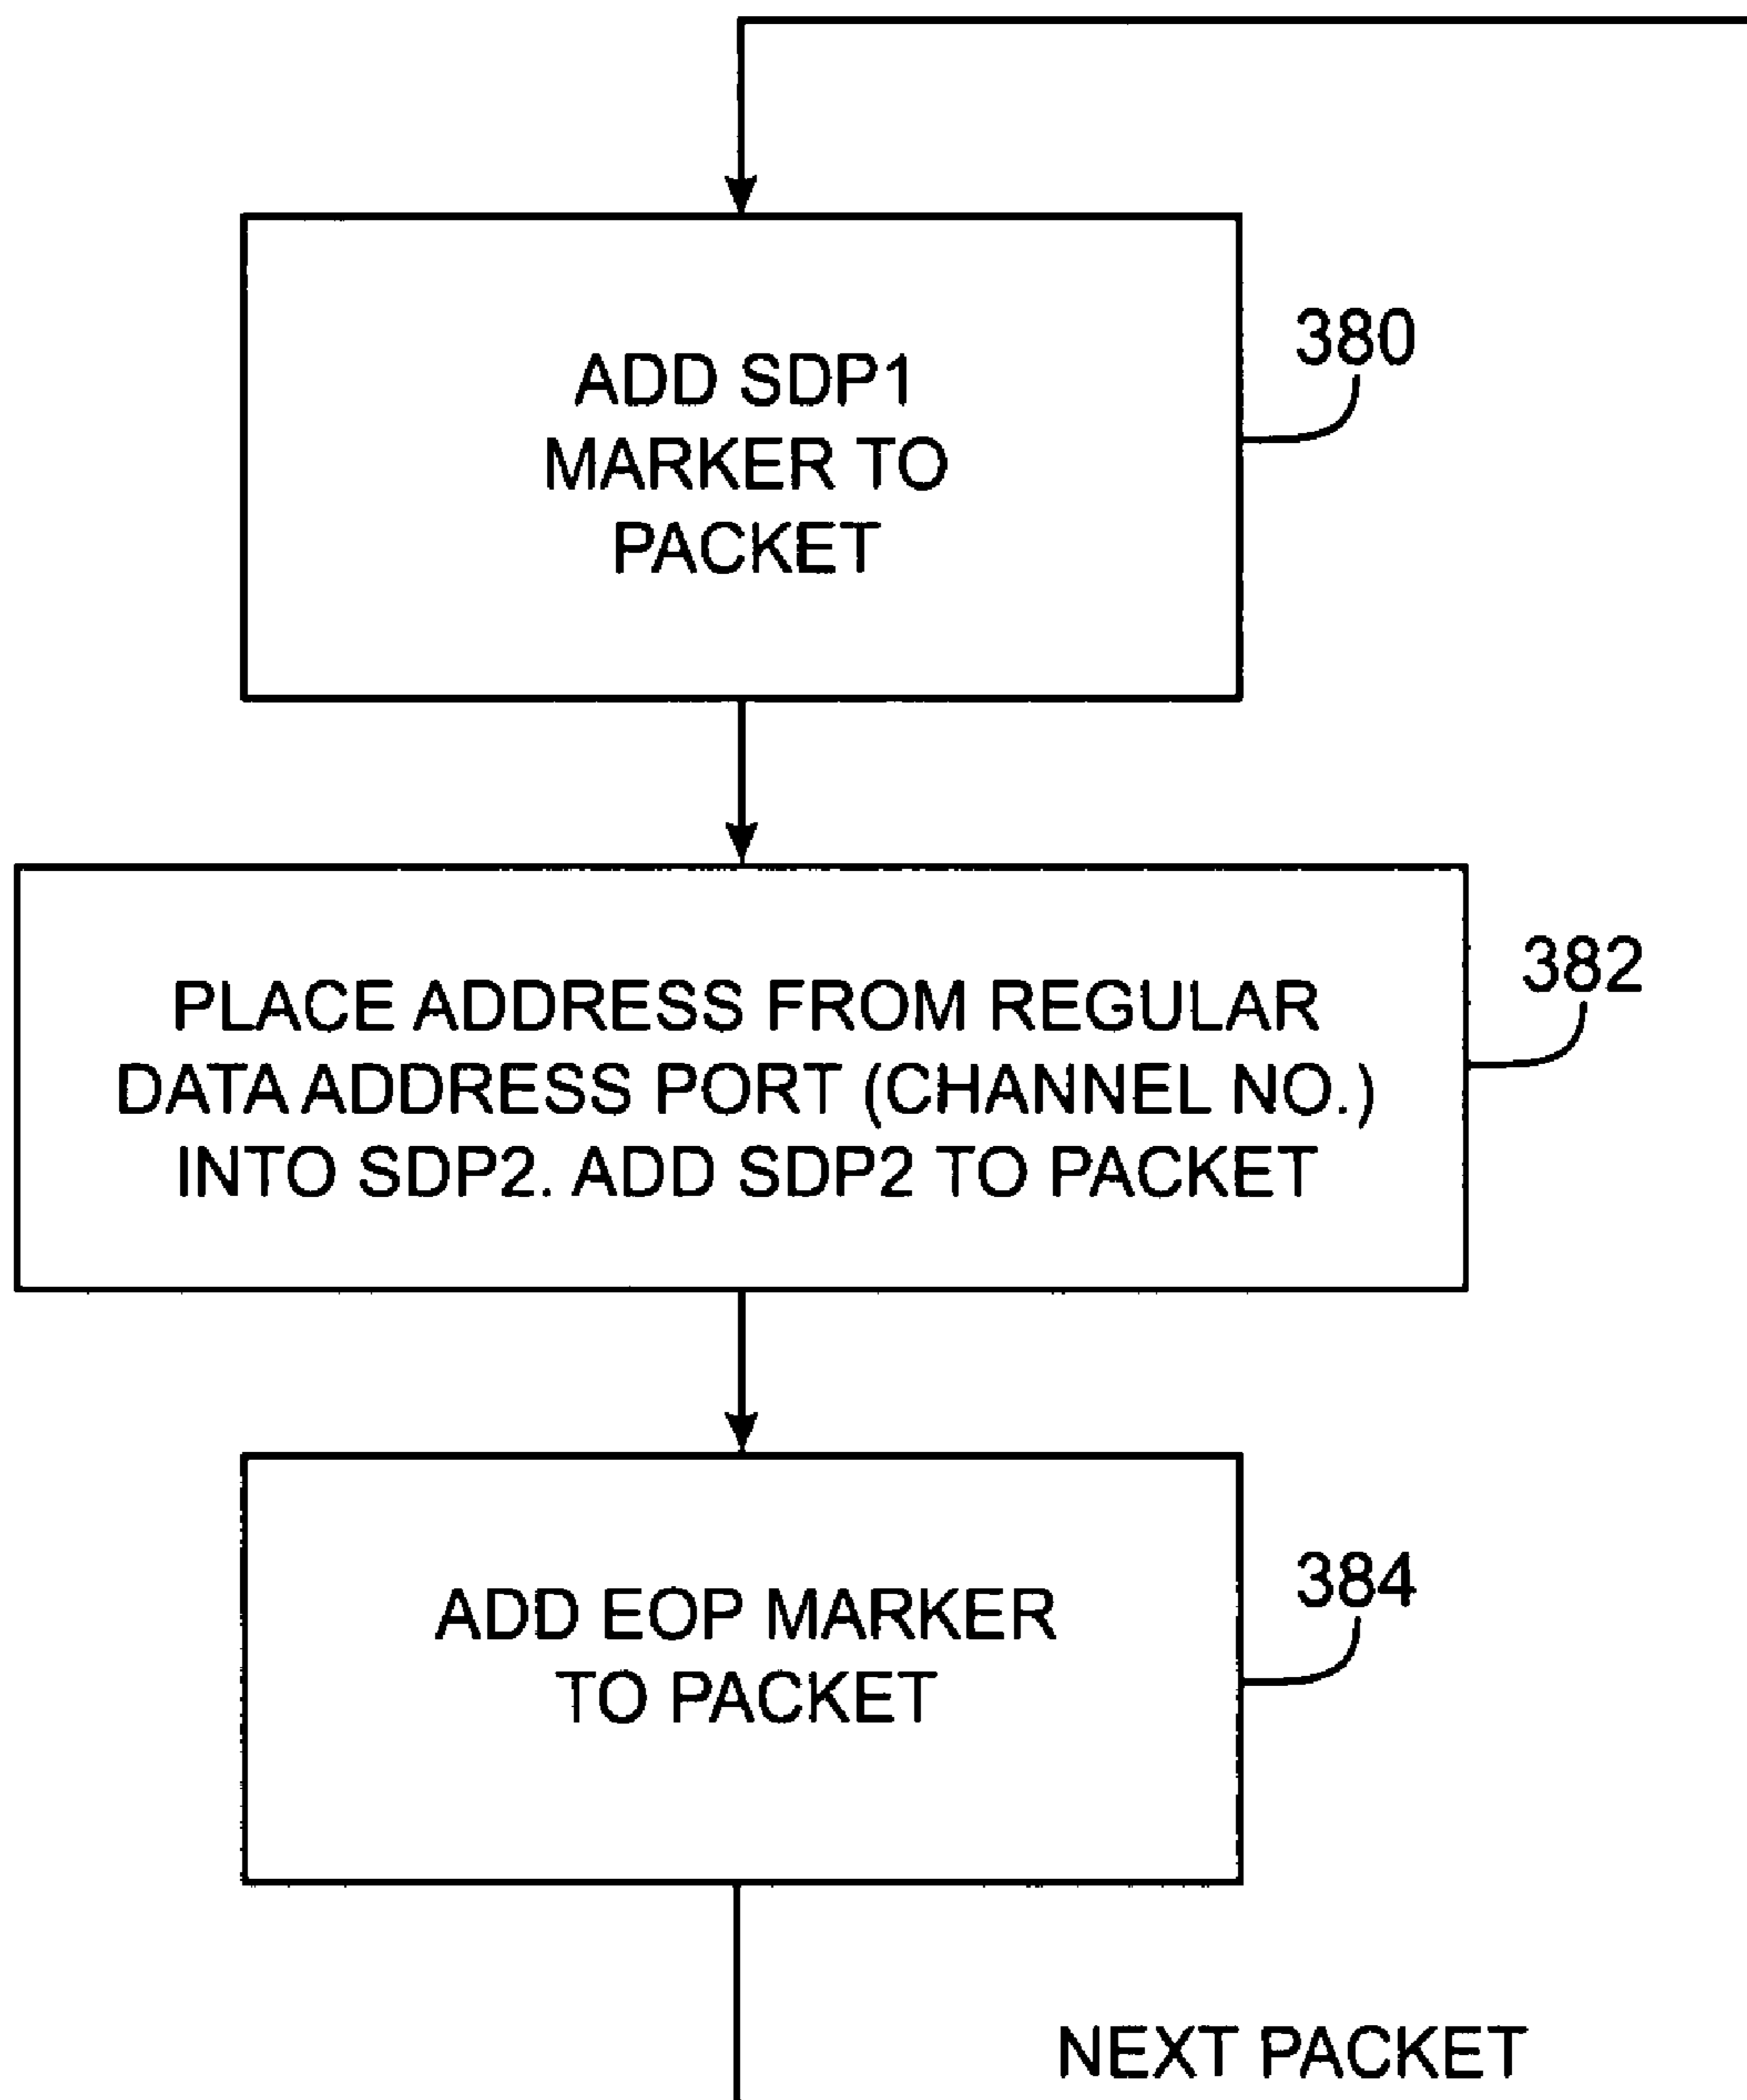 ADD SDP1
MARKER TO
PACKET
380
PLACE ADDRESS FROM REGULAR
DATA ADDRESS PORT (CHANNEL NO.)
INTO SDP2. ADD SDP2 TO PACKET
382
ADD EOP MARKER
TO PACKET
384
NEXT PACKET